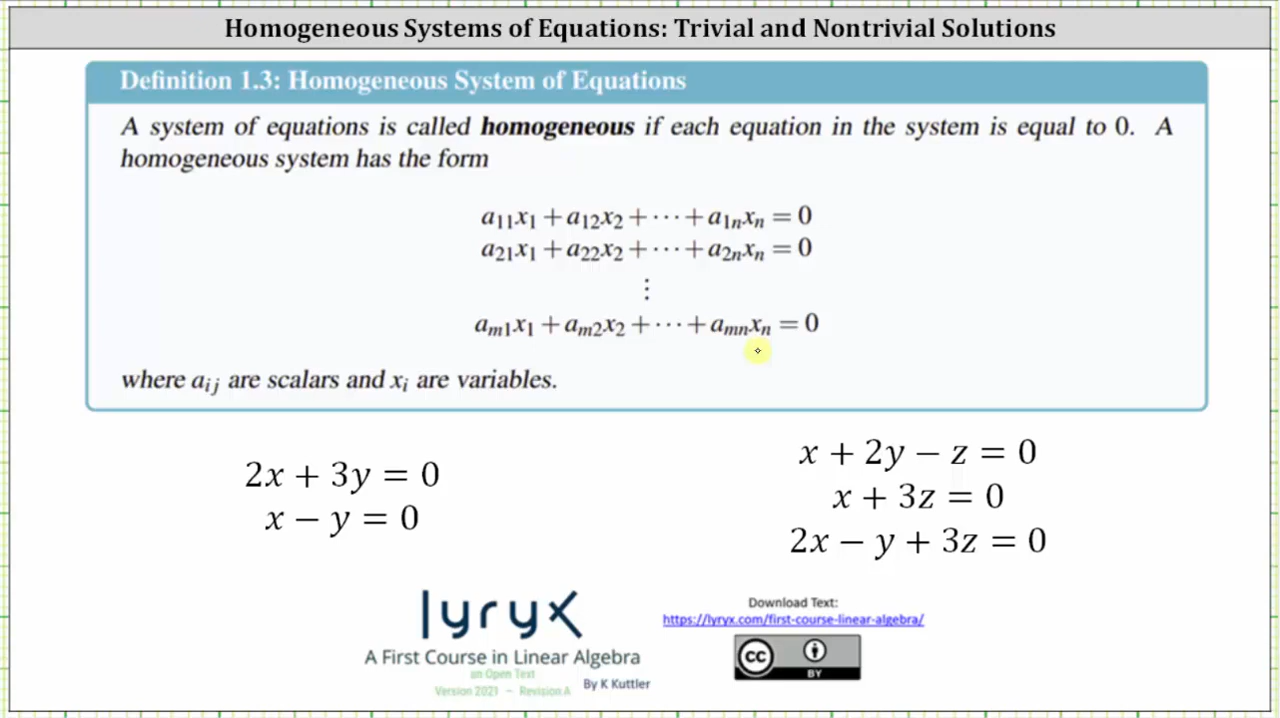 Homogeneous Systems of Equations: Trivial and Nontrivial Solutions
Definition 1.3: Homogeneous System of Equations
A system of equations is called homogeneous if each equation in the system is equal to 0. A
homogeneous system has the form
a₁₁x₁ + a₁₂x₂ + ⋯ + a₁ₙxₙ = 0
a₂₁x₁ + a₂₂x₂ + ⋯ + a₂ₙxₙ = 0
⋮
aₘ₁x₁ + aₘ₂x₂ + ⋯ + aₘₙxₙ = 0
where aᵢⱼ are scalars and xᵢ are variables.
2x + 3y = 0
x − y = 0
x + 2y − z = 0
x + 3z = 0
2x − y + 3z = 0
lyryx
A First Course in Linear Algebra
an Open Text
Version 2021 – Revision A
By K Kuttler
Download Text:
https://lyryx.com/first-course-linear-algebra/
CC
BY